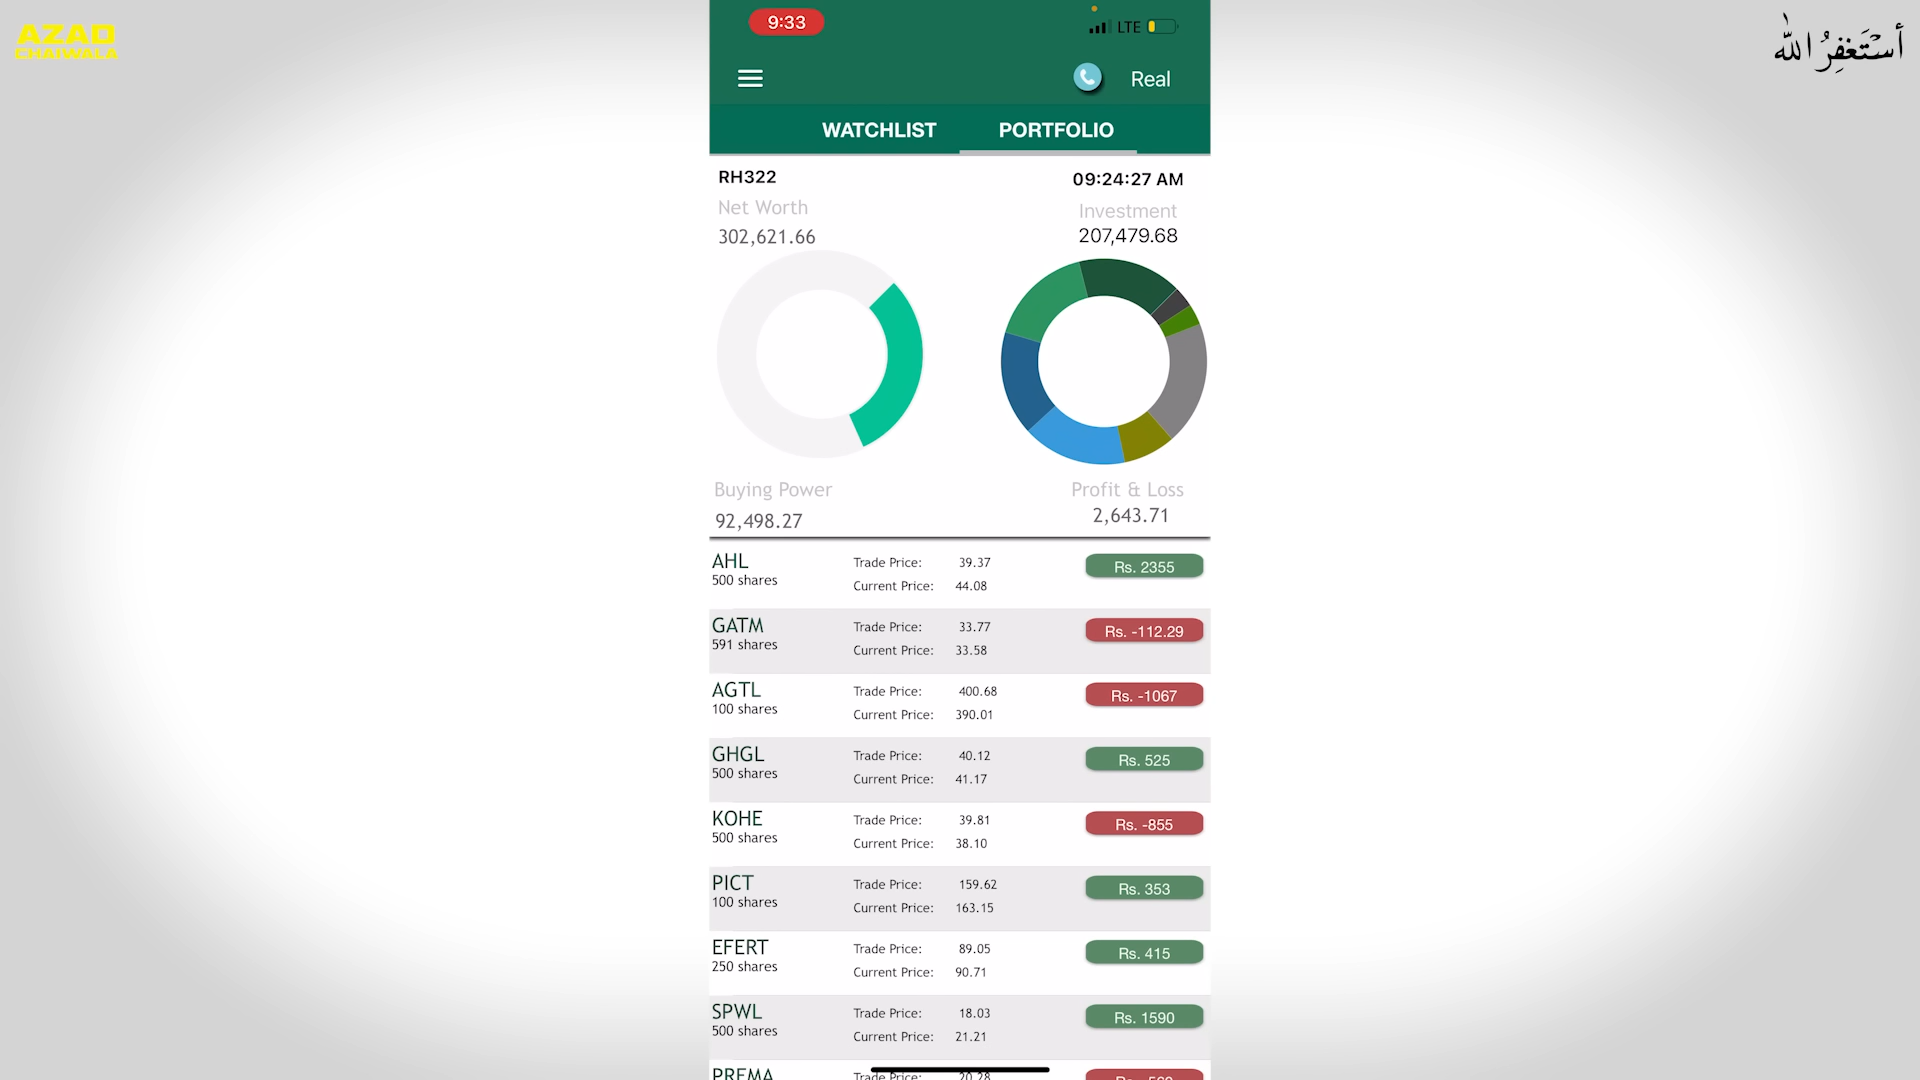 AZAD
CHAIWALA
أستغفر الله
9:33
LTE
Real
WATCHLIST
PORTFOLIO
RH322
09:24:27 AM
Net Worth
Investment
302,621.66
207,479.68
Buying Power
Profit & Loss
92,498.27
2,643.71
AHL
500 shares
Trade Price: 39.37
Current Price: 44.08
Rs. 2355
GATM
591 shares
Trade Price: 33.77
Current Price: 33.58
Rs. -112.29
AGTL
100 shares
Trade Price: 400.68
Current Price: 390.01
Rs. -1067
GHGL
500 shares
Trade Price: 40.12
Current Price: 41.17
Rs. 525
KOHE
500 shares
Trade Price: 39.81
Current Price: 38.10
Rs. -855
PICT
100 shares
Trade Price: 159.62
Current Price: 163.15
Rs. 353
EFERT
250 shares
Trade Price: 89.05
Current Price: 90.71
Rs. 415
SPWL
500 shares
Trade Price: 18.03
Current Price: 21.21
Rs. 1590
PREMA
Trade Price: 20.28